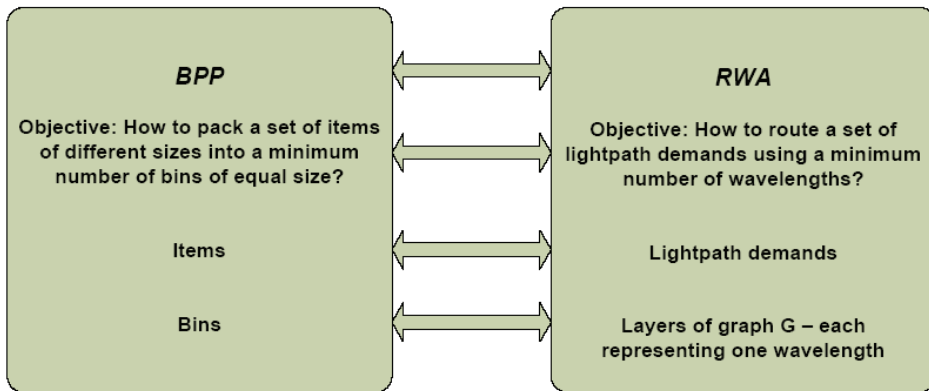 BPP
Objective: How to pack a set of items
of different sizes into a minimum
number of bins of equal size?
Items
Bins
RWA
Objective: How to route a set of
lightpath demands using a minimum
number of wavelengths?
Lightpath demands
Layers of graph G – each
representing one wavelength